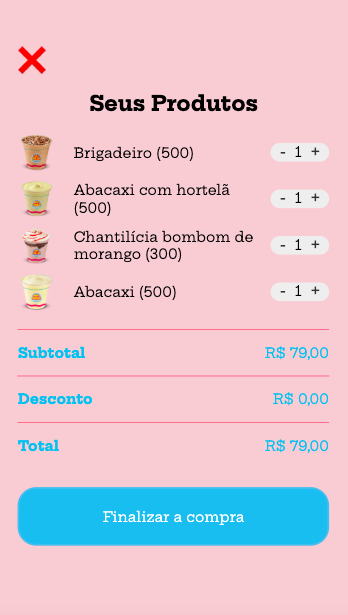 Seus Produtos
Brigadeiro (500)
- 1 +
Abacaxi com hortelã
(500)
- 1 +
Chantilícia bombom de
morango (300)
- 1 +
Abacaxi (500)
- 1 +
Subtotal R$ 79,00
Desconto R$ 0,00
Total R$ 79,00
Finalizar a compra